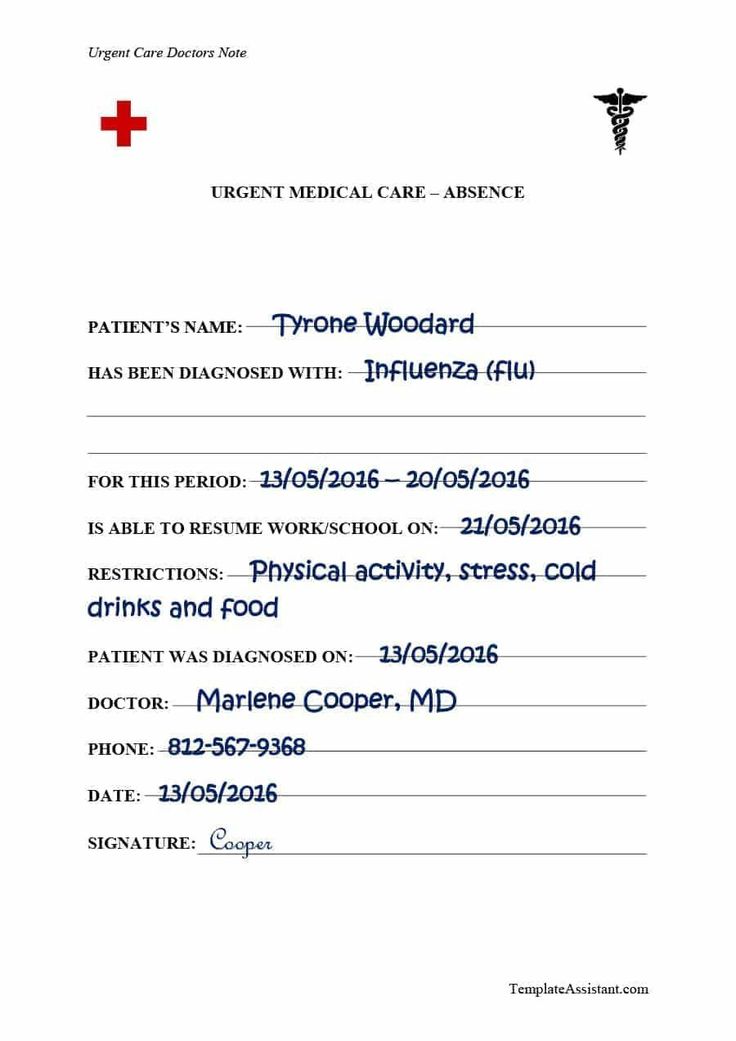 Urgent Care Doctors Note
URGENT MEDICAL CARE – ABSENCE
PATIENT'S NAME: Tyrone Woodard
HAS BEEN DIAGNOSED WITH: Influenza (flu)
FOR THIS PERIOD: 13/05/2016 – 20/05/2016
IS ABLE TO RESUME WORK/SCHOOL ON: 21/05/2016
RESTRICTIONS: Physical activity, stress, cold
drinks and food
PATIENT WAS DIAGNOSED ON: 13/05/2016
DOCTOR: Marlene Cooper, MD
PHONE: 812-567-9368
DATE: 13/05/2016
SIGNATURE: Cooper
TemplateAssistant.com